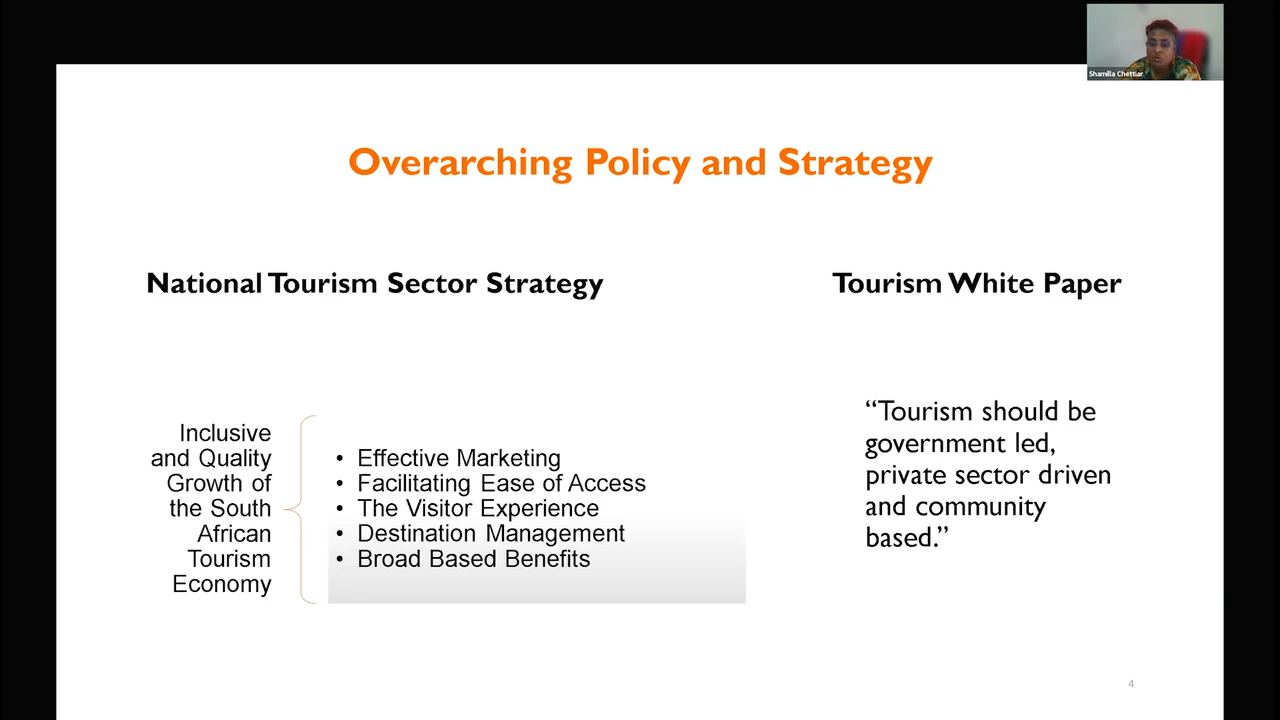 Shamilla Chettiar
Overarching Policy and Strategy
National Tourism Sector Strategy
Inclusive
and Quality
Growth of
the South
African
Tourism
Economy
• Effective Marketing
• Facilitating Ease of Access
• The Visitor Experience
• Destination Management
• Broad Based Benefits
Tourism White Paper
“Tourism should be
government led,
private sector driven
and community
based.”
4